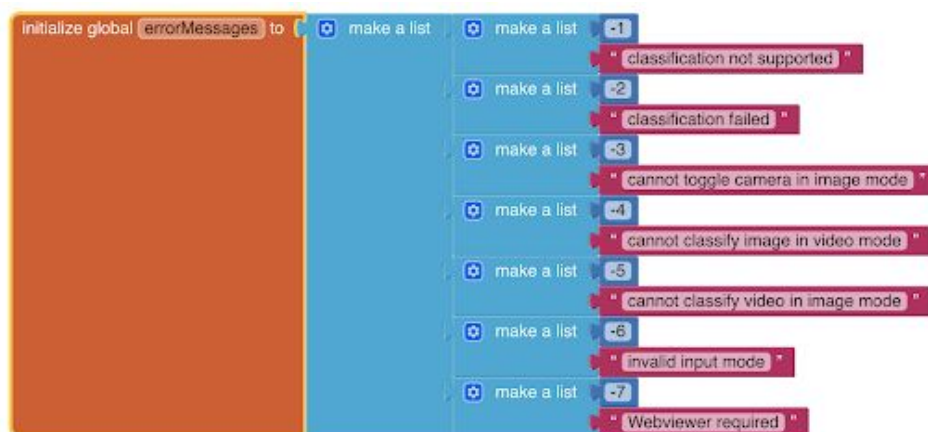 initialize global errorMessages to make a list make a list -1
" classification not supported "
make a list -2
" classification failed "
make a list -3
" cannot toggle camera in image mode "
make a list -4
" cannot classify image in video mode "
make a list -5
" cannot classify video in image mode "
make a list -6
" invalid input mode "
make a list -7
" Webviewer required "